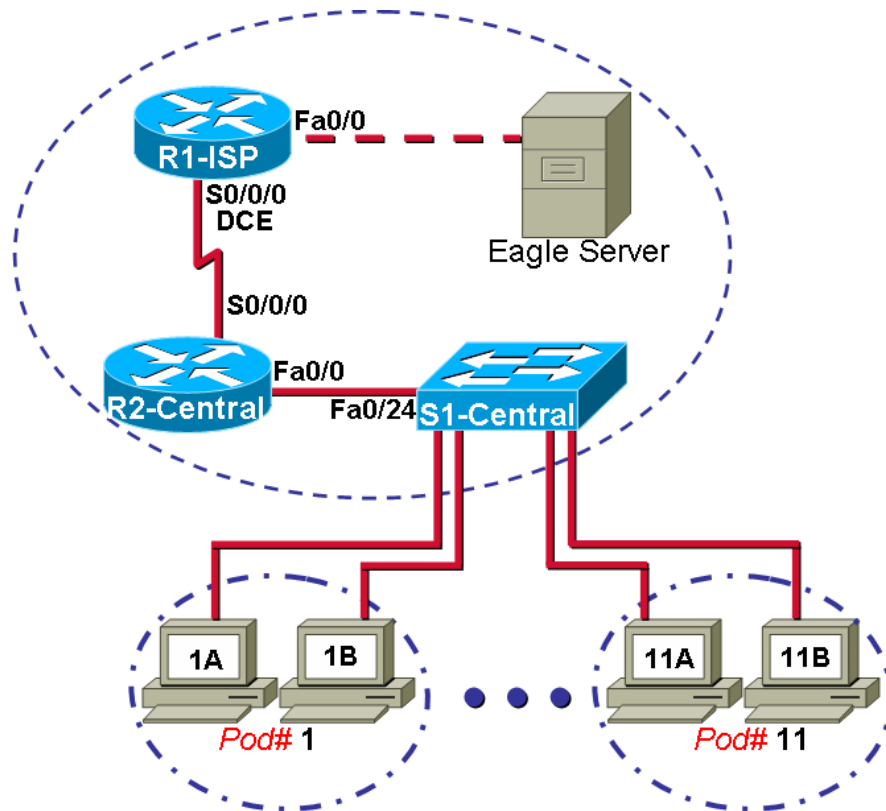 Fa0/0
R1-ISP
S0/0/0
DCE
Eagle Server
S0/0/0
Fa0/0
R2-Central
Fa0/24
S1-Central
1A
1B
11A
11B
Pod# 1
Pod# 11